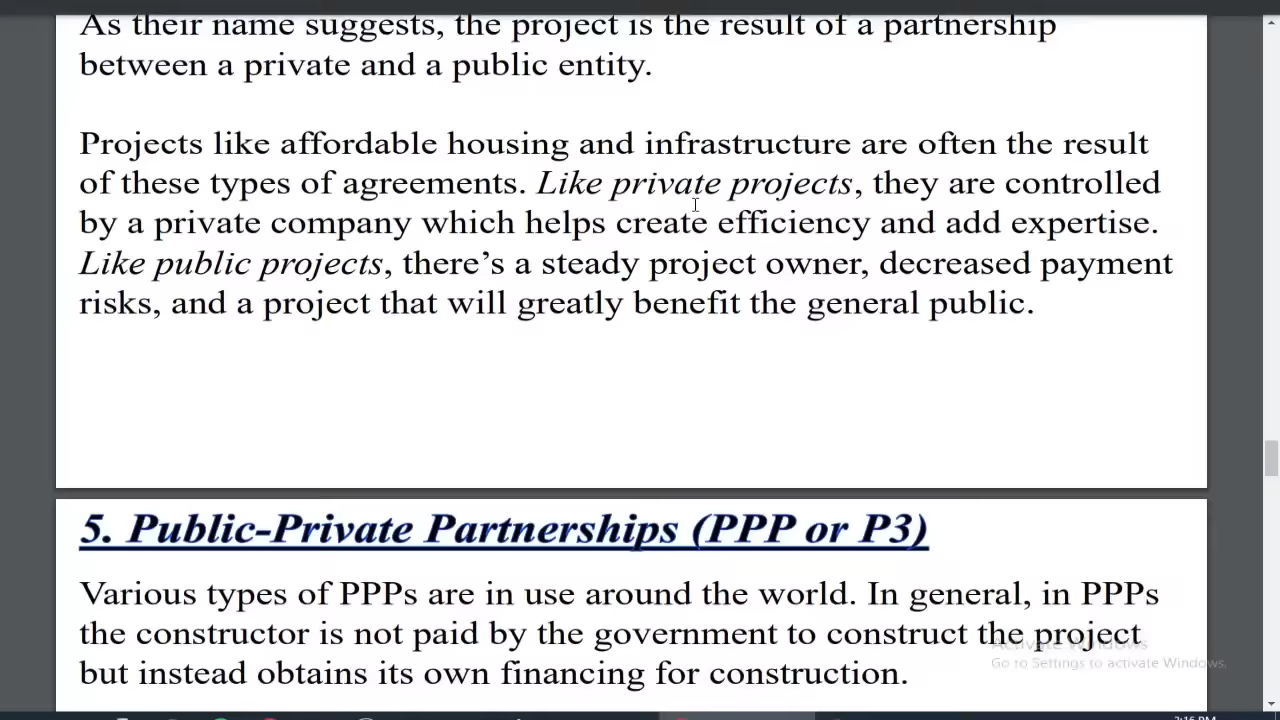 As their name suggests, the project is the result of a partnership
between a private and a public entity.
Projects like affordable housing and infrastructure are often the result
of these types of agreements. Like private projects, they are controlled
by a private company which helps create efficiency and add expertise.
Like public projects, there’s a steady project owner, decreased payment
risks, and a project that will greatly benefit the general public.
5. Public-Private Partnerships (PPP or P3)
Various types of PPPs are in use around the world. In general, in PPPs
the constructor is not paid by the government to construct the project
but instead obtains its own financing for construction.
Activate Windows
Go to Settings to activate Windows.